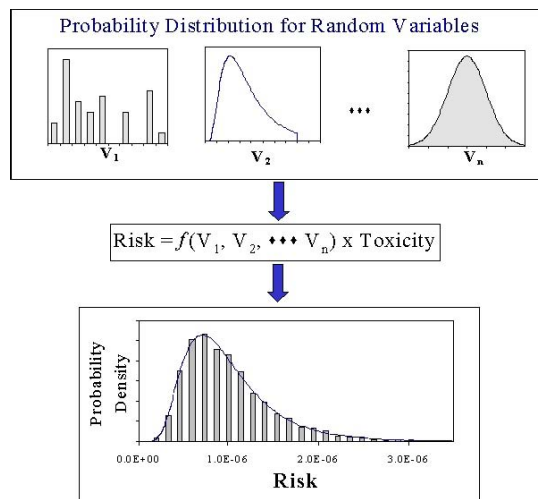 Probability Distribution for Random Variables
V1
V2
♦♦♦
Vn
Risk = f(V1, V2, ♦♦♦ Vn) x Toxicity
Probability
Density
0.0E+00 1.0E-06 2.0E-06 3.0E-06
Risk